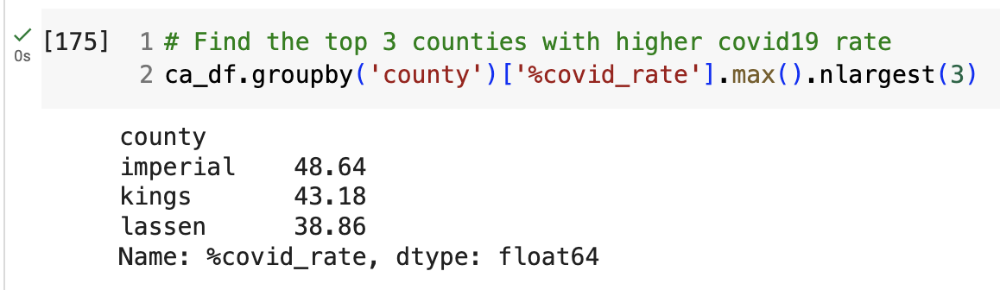 [175] 1 # Find the top 3 counties with higher covid19 rate
0s 2 ca_df.groupby('county')['%covid_rate'].max().nlargest(3)
county
imperial    48.64
kings       43.18
lassen      38.86
Name: %covid_rate, dtype: float64